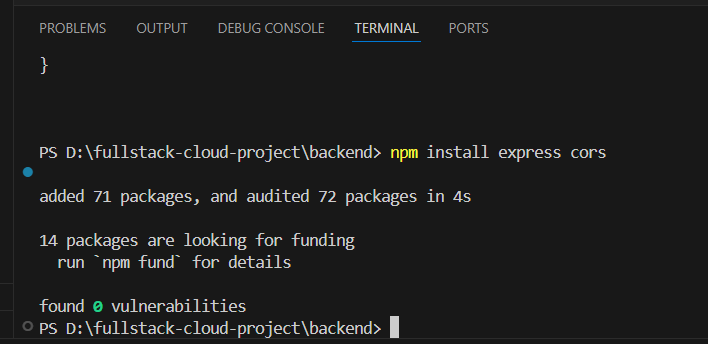 PROBLEMS OUTPUT DEBUG CONSOLE TERMINAL PORTS
}
PS D:\fullstack-cloud-project\backend> npm install express cors
added 71 packages, and audited 72 packages in 4s
14 packages are looking for funding
  run `npm fund` for details
found 0 vulnerabilities
PS D:\fullstack-cloud-project\backend>